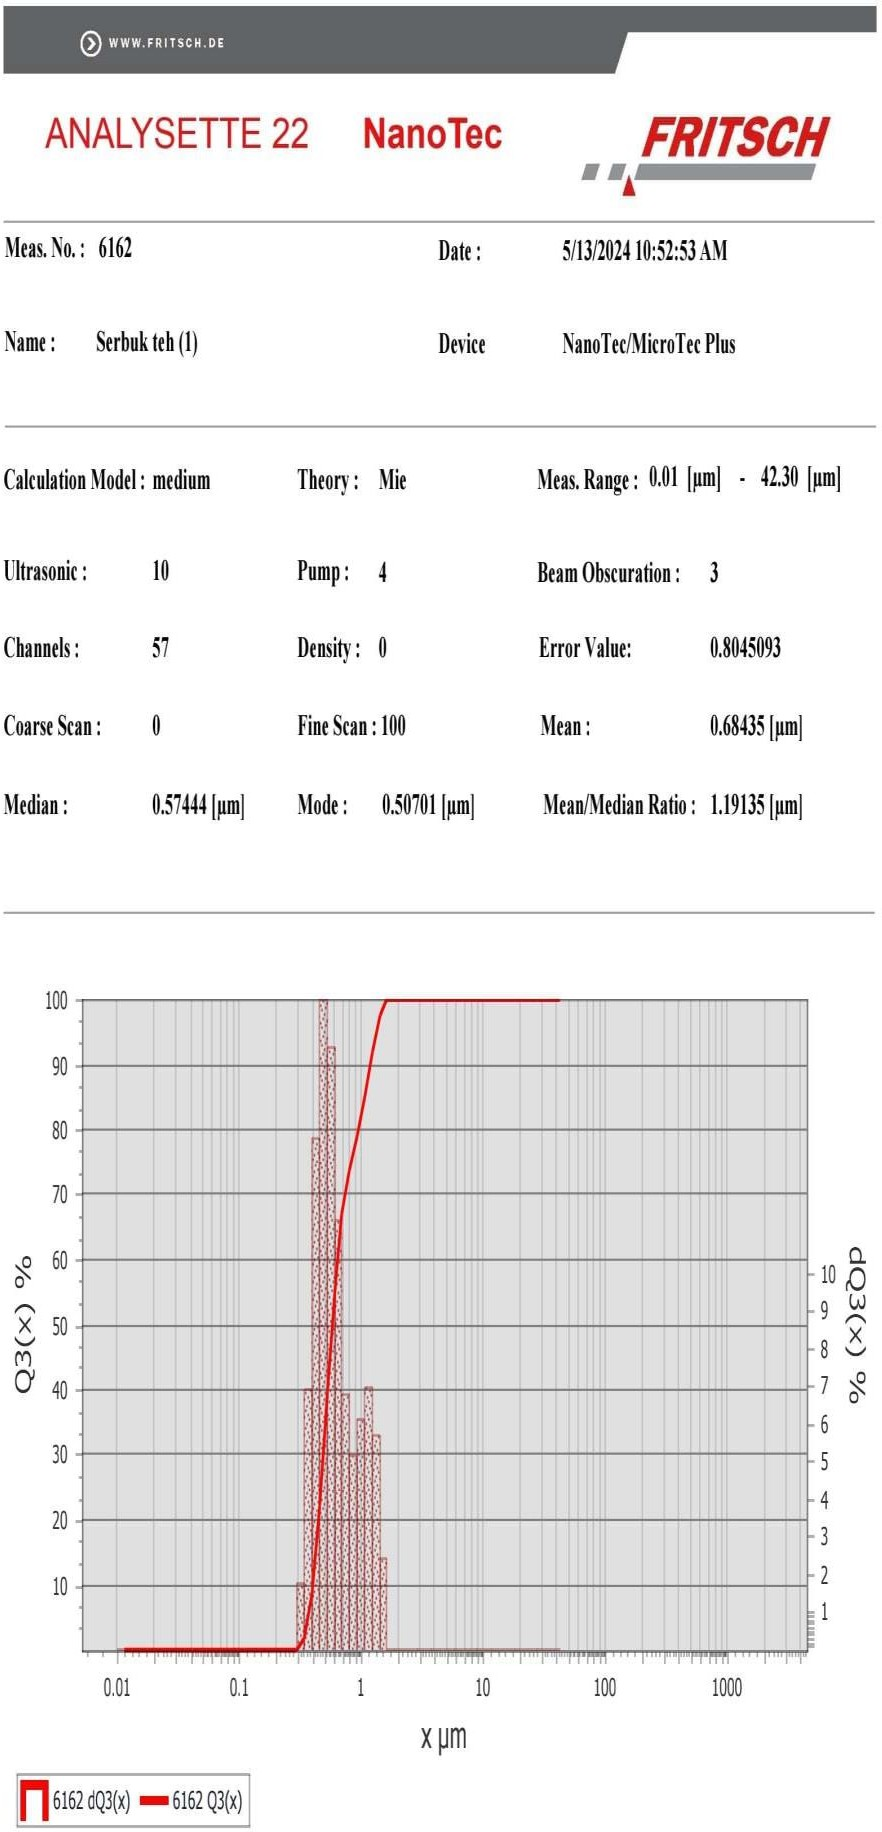 WWW.FRITSCH.DE
ANALYSETTE 22 NanoTec
FRITSCH
Meas. No. : 6162 Date : 5/13/2024 10:52:53 AM
Name : Serbuk teh (1) Device NanoTec/MicroTec Plus
Calculation Model : medium Theory : Mie Meas. Range : 0.01 [µm] - 42.30 [µm]
Ultrasonic : 10 Pump : 4 Beam Obscuration : 3
Channels : 57 Density : 0 Error Value: 0.8045093
Coarse Scan : 0 Fine Scan : 100 Mean : 0.68435 [µm]
Median : 0.57444 [µm] Mode : 0.50701 [µm] Mean/Median Ratio : 1.19135 [µm]
100
90
80
70
60
50
40
30
20
10
Q3(x) %
10
9
8
7
6
5
4
3
2
1
dQ3(x) %
0.01 0.1 1 10 100 1000
x µm
6162 dQ3(x) 6162 Q3(x)